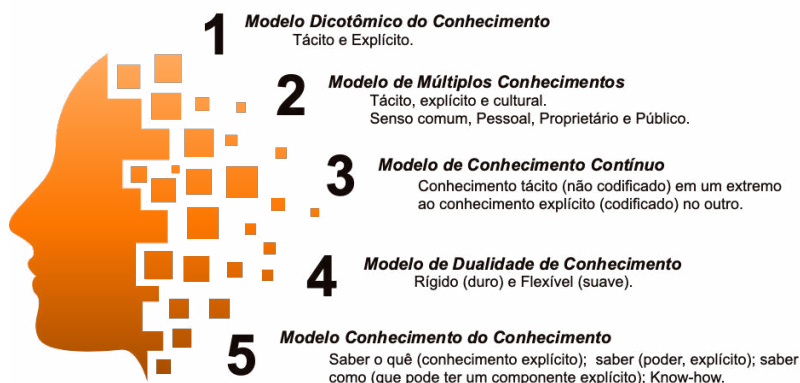 1 Modelo Dicotômico do Conhecimento
Tácito e Explícito.
2 Modelo de Múltiplos Conhecimentos
Tácito, explícito e cultural.
Senso comum, Pessoal, Proprietário e Público.
3 Modelo de Conhecimento Contínuo
Conhecimento tácito (não codificado) em um extremo
ao conhecimento explícito (codificado) no outro.
4 Modelo de Dualidade de Conhecimento
Rígido (duro) e Flexível (suave).
5 Modelo Conhecimento do Conhecimento
Saber o quê (conhecimento explícito); saber (poder, explícito); saber
como (que pode ter um componente explícito); Know-how.